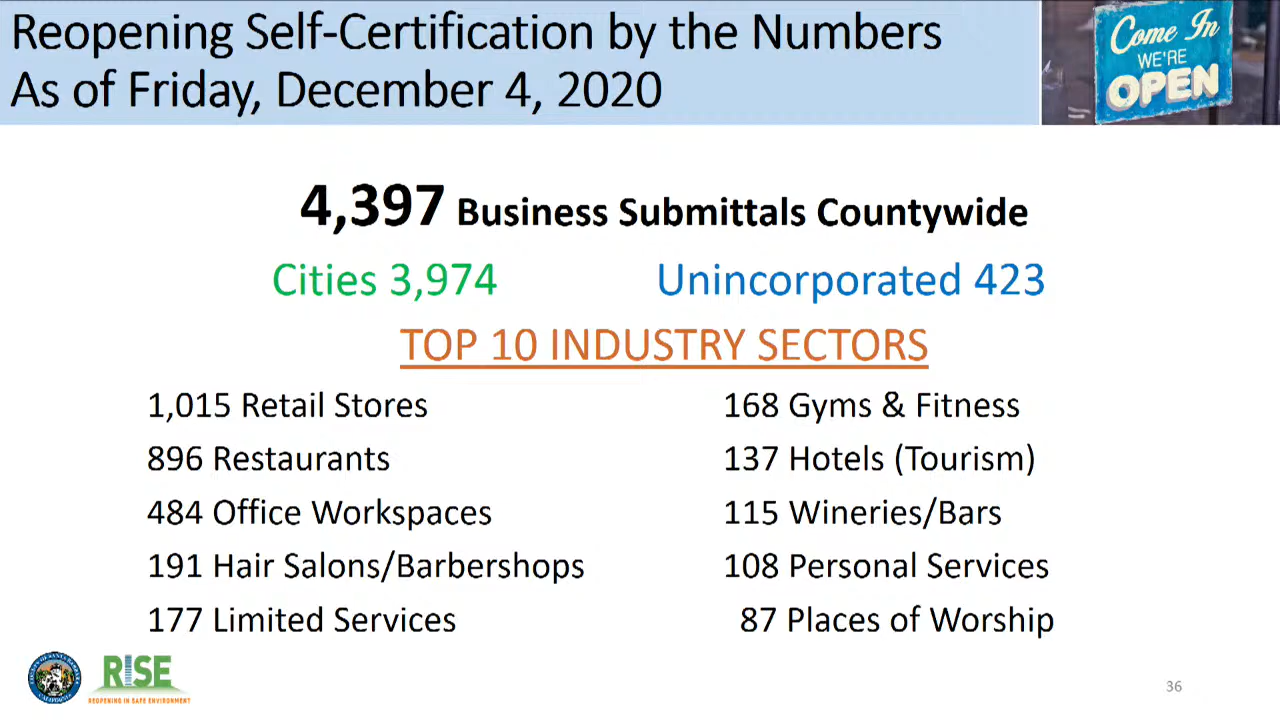 Reopening Self-Certification by the Numbers
As of Friday, December 4, 2020
Come In
WE'RE
OPEN
4,397 Business Submittals Countywide
Cities 3,974
Unincorporated 423
TOP 10 INDUSTRY SECTORS
1,015 Retail Stores
896 Restaurants
484 Office Workspaces
191 Hair Salons/Barbershops
177 Limited Services
168 Gyms & Fitness
137 Hotels (Tourism)
115 Wineries/Bars
108 Personal Services
87 Places of Worship
RISE
REOPENING IN SAFE ENVIRONMENT
36